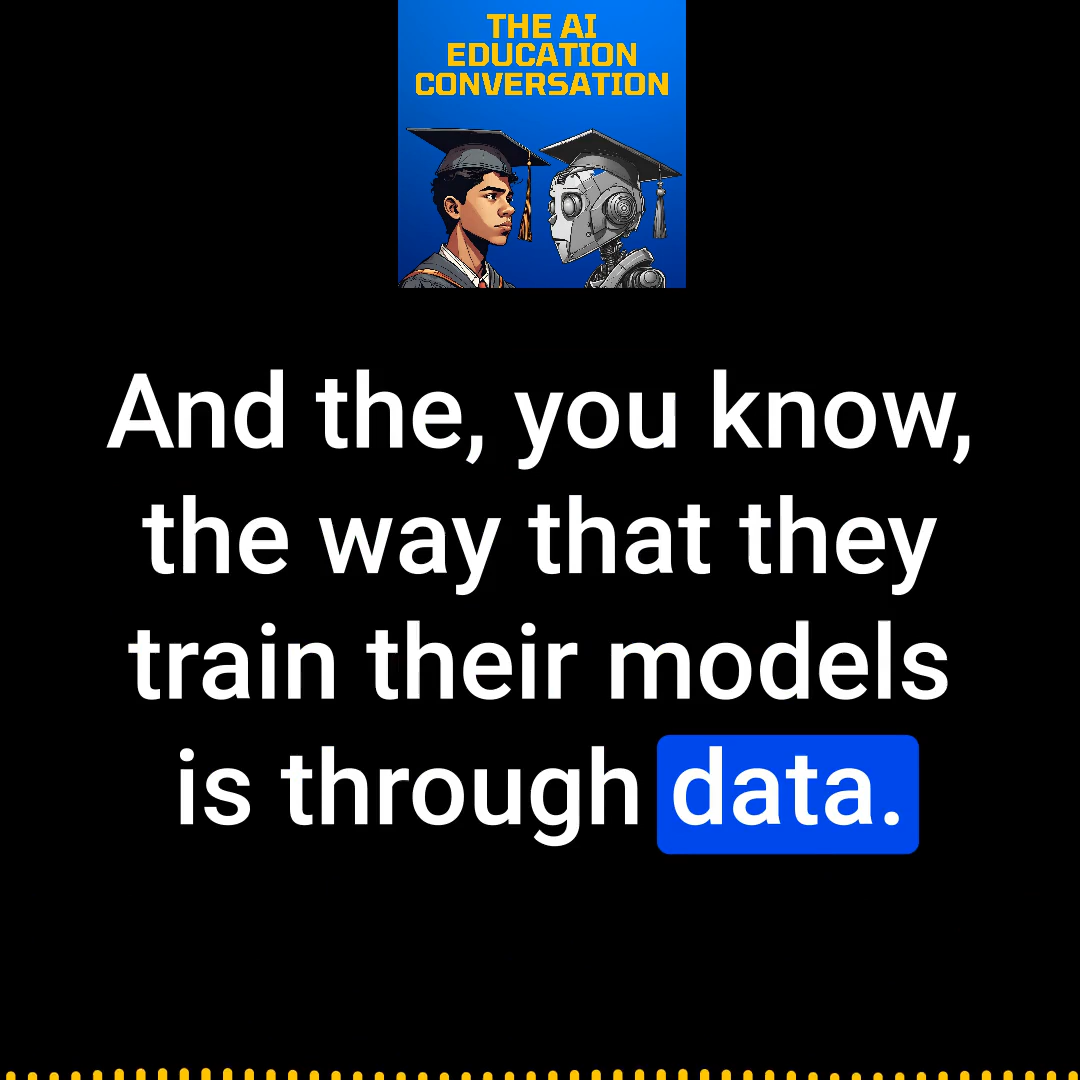 THE AI
EDUCATION
CONVERSATION
And the, you know,
the way that they
train their models
is through data.